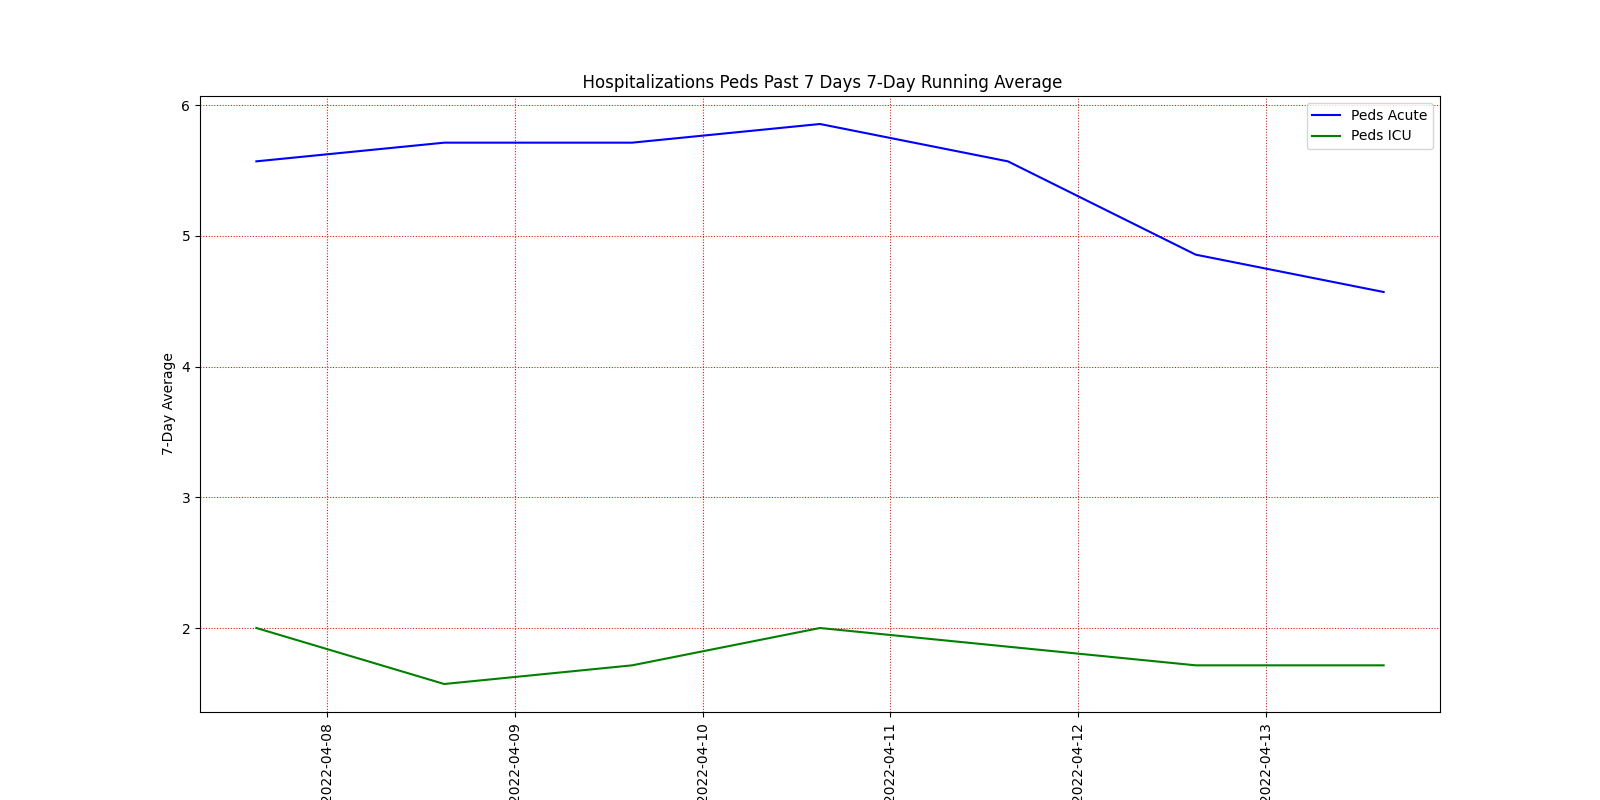 Hospitalizations Peds Past 7 Days 7-Day Running Average
Peds Acute
Peds ICU
7-Day Average
6
5
4
3
2
2022-04-08
2022-04-09
2022-04-10
2022-04-11
2022-04-12
2022-04-13